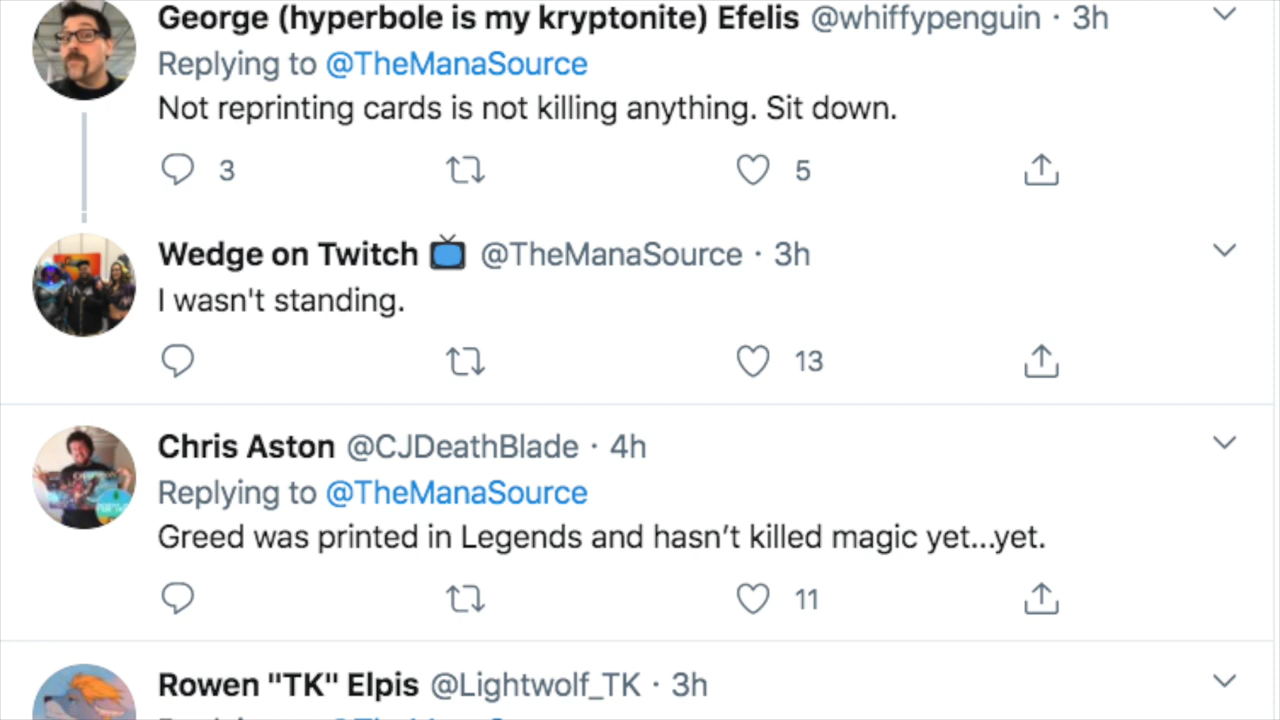 George (hyperbole is my kryptonite) Efelis @whiffypenguin · 3h
Replying to @TheManaSource
Not reprinting cards is not killing anything. Sit down.
3 5
Wedge on Twitch 📺 @TheManaSource · 3h
I wasn't standing.
13
Chris Aston @CJDeathBlade · 4h
Replying to @TheManaSource
Greed was printed in Legends and hasn’t killed magic yet...yet.
11
Rowen "TK" Elpis @Lightwolf_TK · 3h